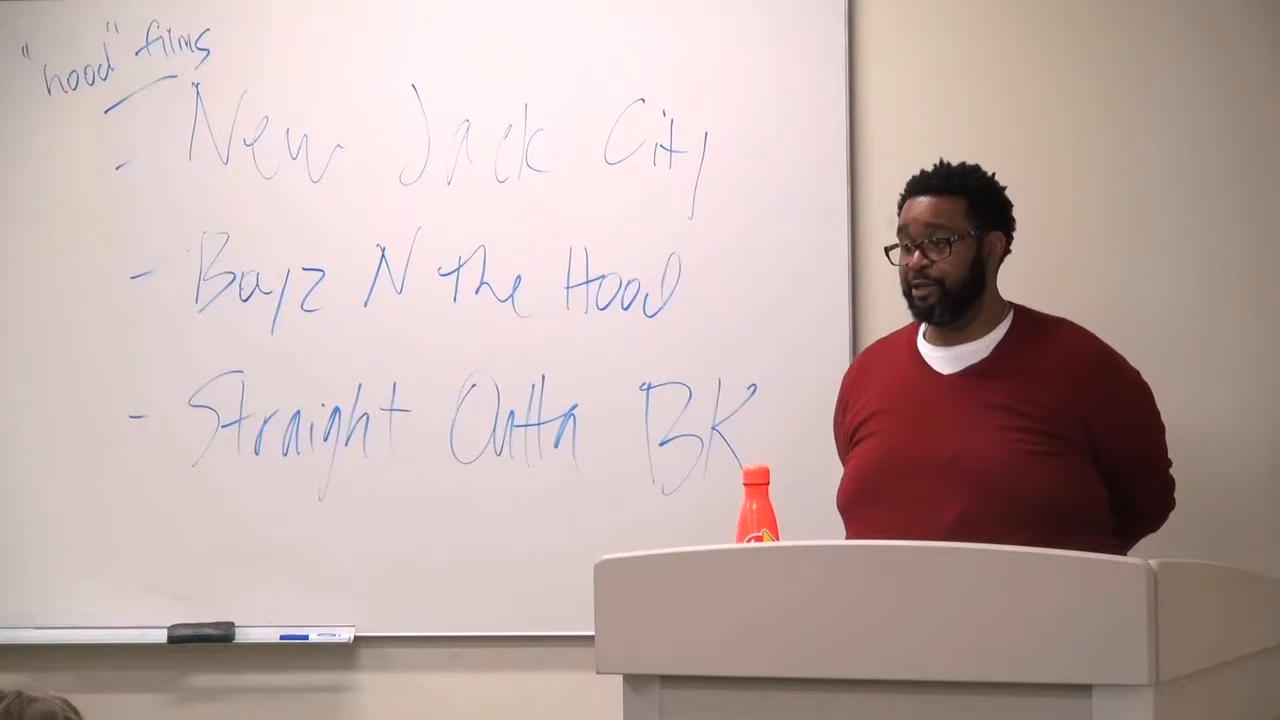 "hood" films
- New Jack City
- Boyz N the Hood
- Straight Outta BK